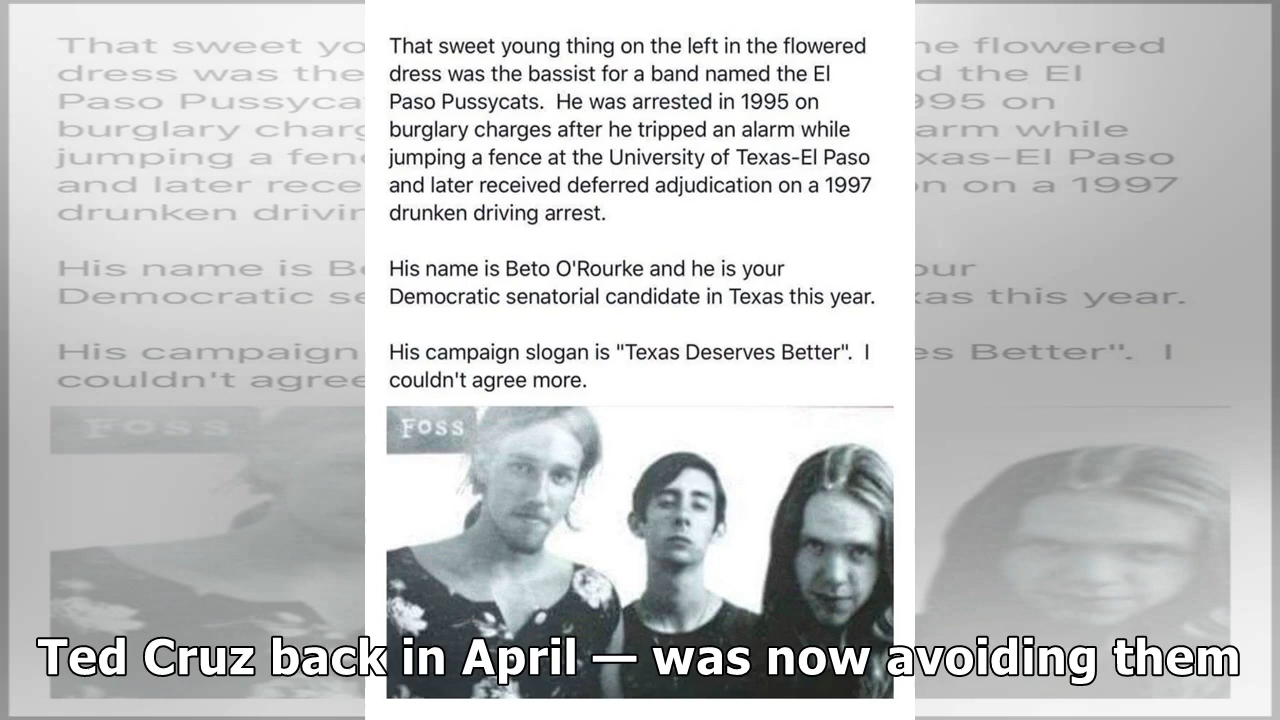 That sweet young thing on the left in the flowered
dress was the bassist for a band named the El
Paso Pussycats.  He was arrested in 1995 on
burglary charges after he tripped an alarm while
jumping a fence at the University of Texas-El Paso
and later received deferred adjudication on a 1997
drunken driving arrest.
His name is Beto O'Rourke and he is your
Democratic senatorial candidate in Texas this year.
His campaign slogan is "Texas Deserves Better".  I
couldn't agree more.
FOSS
Ted Cruz back in April — was now avoiding them